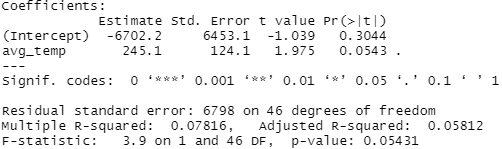 Coefficients:
Estimate Std. Error t value Pr(>|t|)
(Intercept) -6702.2 6453.1 -1.039 0.3044
avg_temp 245.1 124.1 1.975 0.0543 .
---
Signif. codes: 0 ‘***’ 0.001 ‘**’ 0.01 ‘*’ 0.05 ‘.’ 0.1 ‘ ’ 1
Residual standard error: 6798 on 46 degrees of freedom
Multiple R-squared: 0.07816, Adjusted R-squared: 0.05812
F-statistic: 3.9 on 1 and 46 DF, p-value: 0.05431